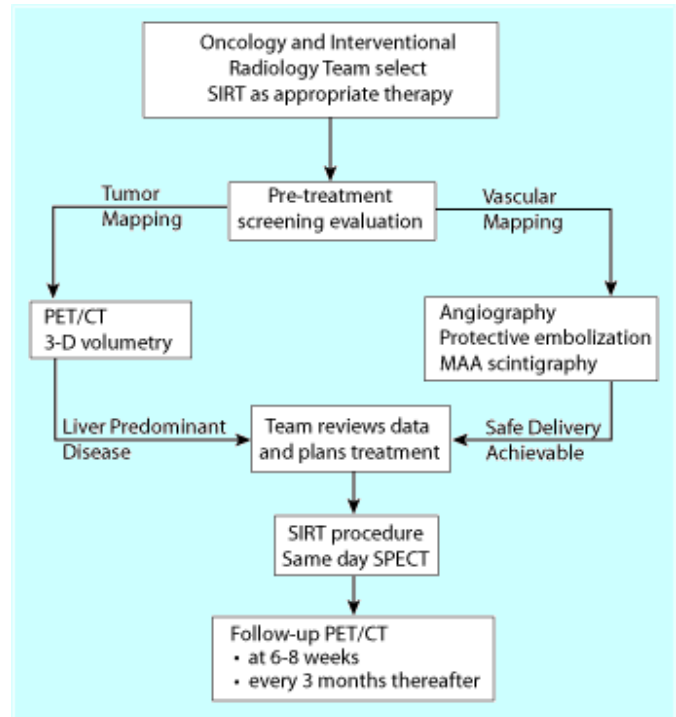 Oncology and Interventional
Radiology Team select
SIRT as appropriate therapy
Tumor
Mapping
Pre-treatment
screening evaluation
Vascular
Mapping
PET/CT
3-D volumetry
Angiography
Protective embolization
MAA scintigraphy
Liver Predominant
Disease
Team reviews data
and plans treatment
Safe Delivery
Achievable
SIRT procedure
Same day SPECT
Follow-up PET/CT
• at 6-8 weeks
• every 3 months thereafter